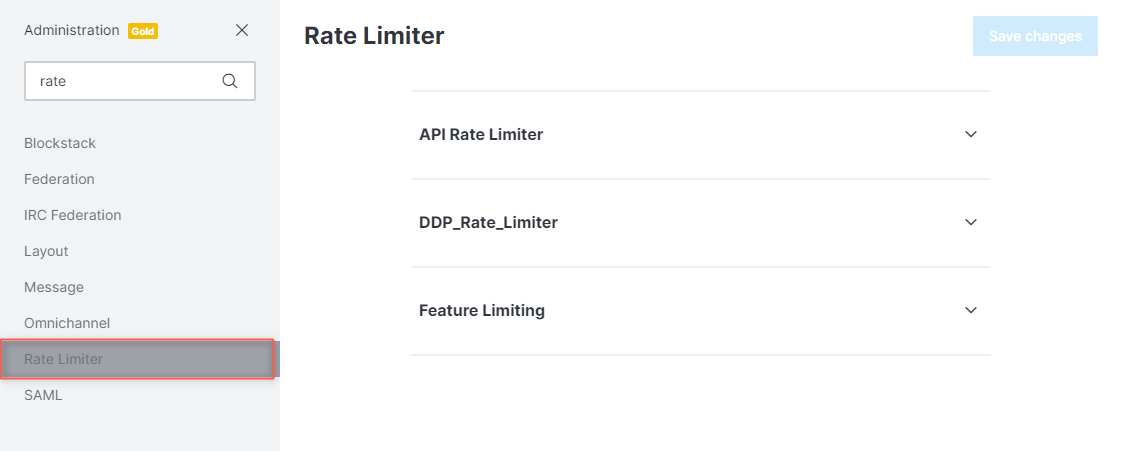 Administration Gold
rate
Blockstack
Federation
IRC Federation
Layout
Message
Omnichannel
Rate Limiter
SAML
Rate Limiter
Save changes
API Rate Limiter
DDP_Rate_Limiter
Feature Limiting